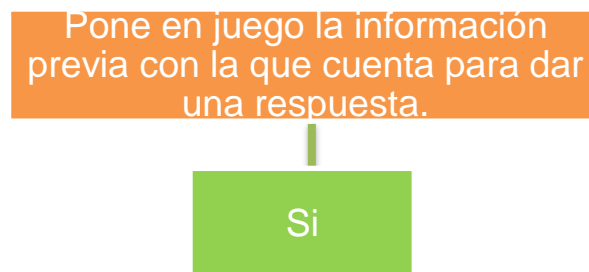 Pone en juego la información
previa con la que cuenta para dar
una respuesta.
Si